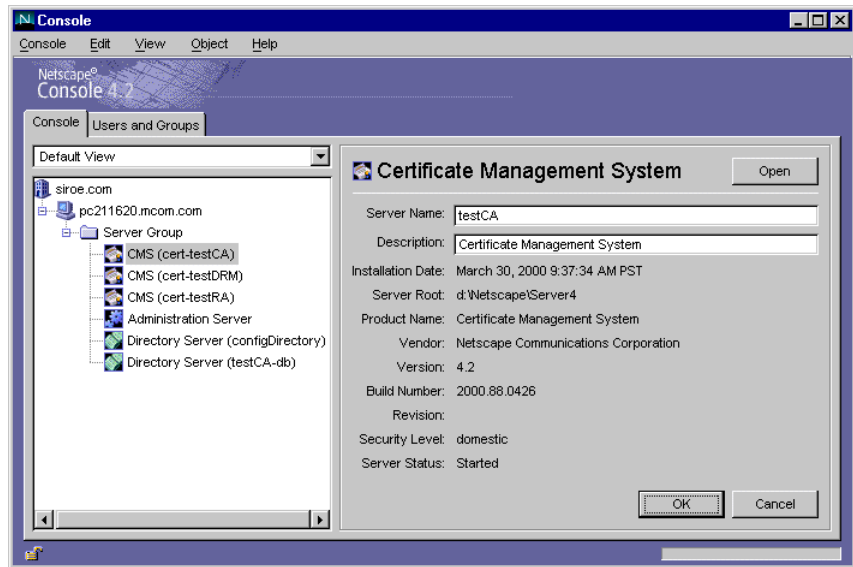 Console
Console Edit View Object Help
Netscape®
Console 4.2
Console Users and Groups
Default View
siroe.com
pc211620.mcom.com
Server Group
CMS (cert-testCA)
CMS (cert-testDRM)
CMS (cert-testRA)
Administration Server
Directory Server (configDirectory)
Directory Server (testCA-db)
Certificate Management System Open
Server Name: testCA
Description: Certificate Management System
Installation Date: March 30, 2000 9:37:34 AM PST
Server Root: d:\Netscape\Server4
Product Name: Certificate Management System
Vendor: Netscape Communications Corporation
Version: 4.2
Build Number: 2000.88.0426
Revision:
Security Level: domestic
Server Status: Started
OK Cancel